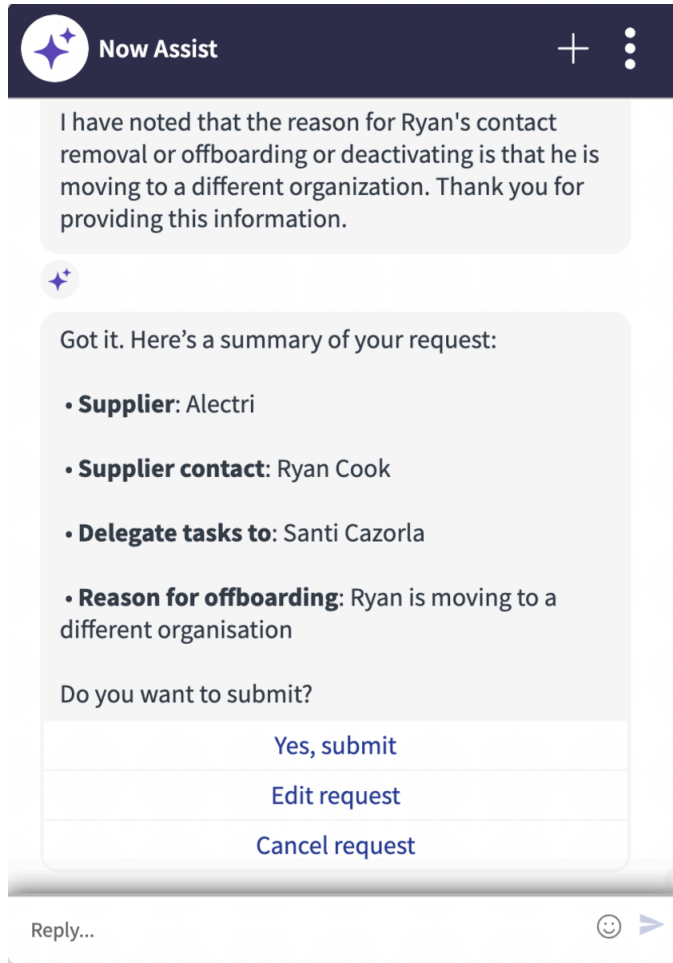 Now Assist
I have noted that the reason for Ryan's contact
removal or offboarding or deactivating is that he is
moving to a different organization. Thank you for
providing this information.
Got it. Here’s a summary of your request:
• Supplier: Alectri
• Supplier contact: Ryan Cook
• Delegate tasks to: Santi Cazorla
• Reason for offboarding: Ryan is moving to a
different organisation
Do you want to submit?
Yes, submit
Edit request
Cancel request
Reply...